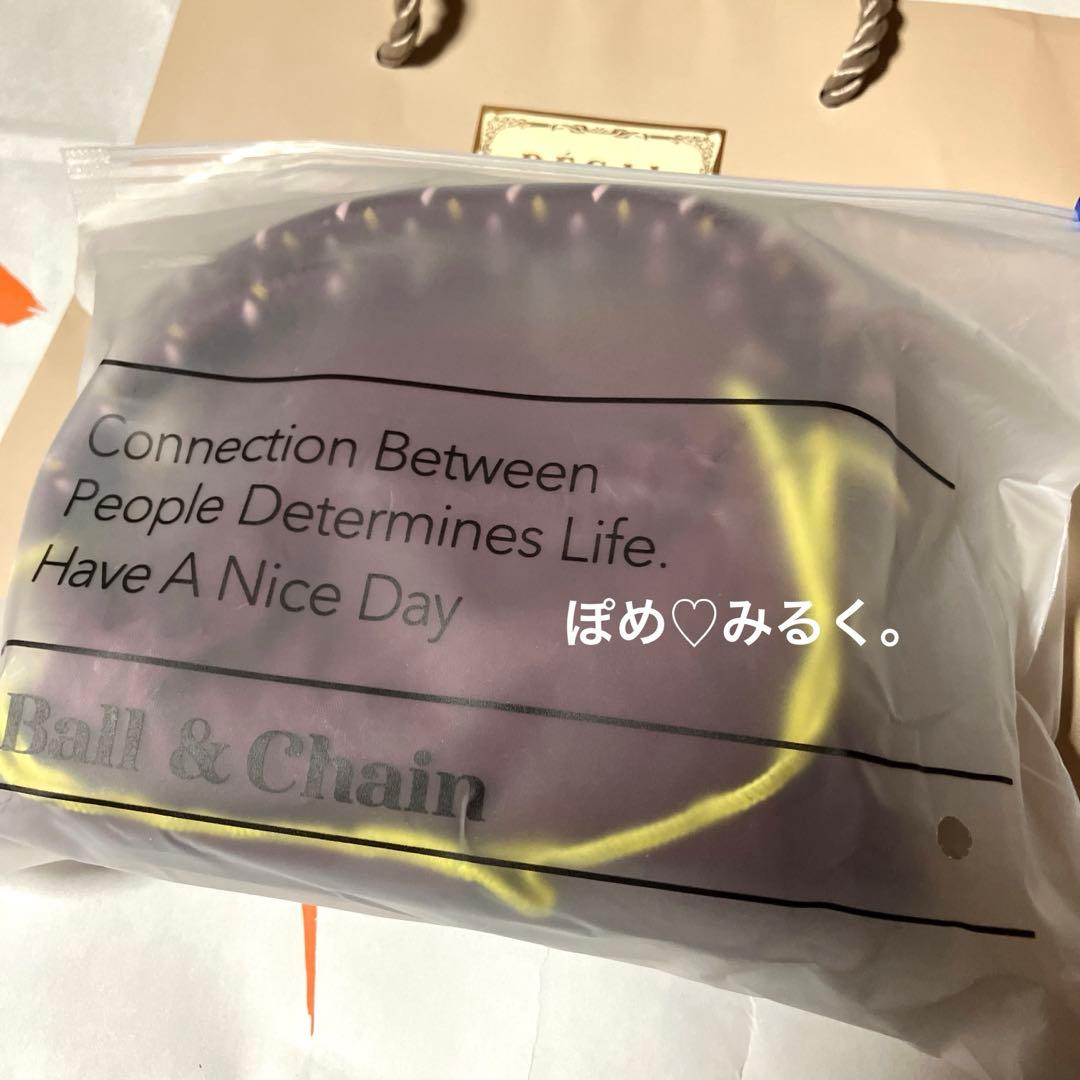 Connection Between
People Determines Life.
Have A Nice Day
ぽめ♡みるく。
Ball & Chain